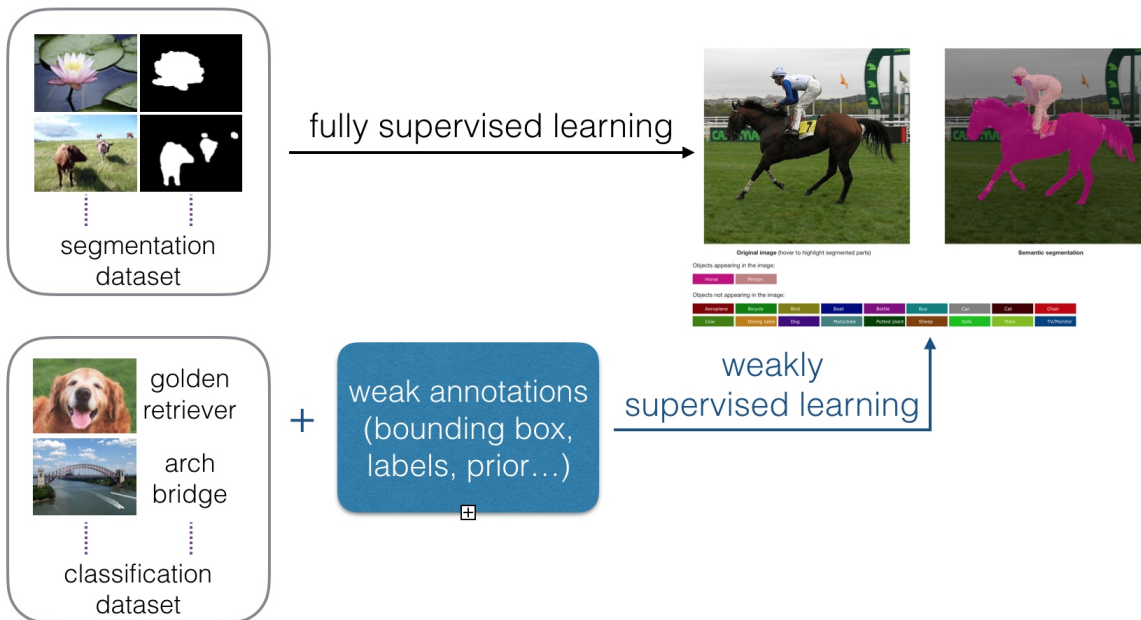 segmentation
dataset
fully supervised learning
7
Original image (hover to highlight segmented parts)
Semantic segmentation
Objects appearing in the image:
Horse Person
Objects not appearing in the image:
Aeroplane Bicycle Bird Boat Bottle Bus Car Cat Chair
Cow Dining table Dog Motorbike Potted plant Sheep Sofa Train TV/Monitor
golden
retriever
arch
bridge
classification
dataset
+
weak annotations
(bounding box,
labels, prior…)
weakly
supervised learning